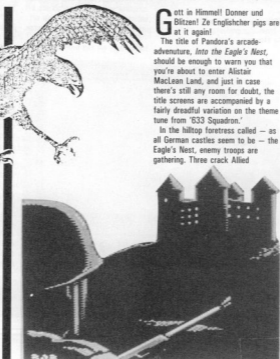 Gott in Himmel! Donner und
Blitzen! Ze Englishcher pigs are
at it again!
The title of Pandora's arcade-
advenuture, Into the Eagle's Nest,
should be enough to warn you that
you're about to enter Alistair
MacLean Land, and just in case
there's still any room for doubt, the
title screens are accompanied by a
fairly dreadful variation on the theme
tune from '633 Squadron.'
In the hilltop foretress called — as
all German castles seem to be — the
Eagle's Nest, enemy troops are
gathering. Three crack Allied